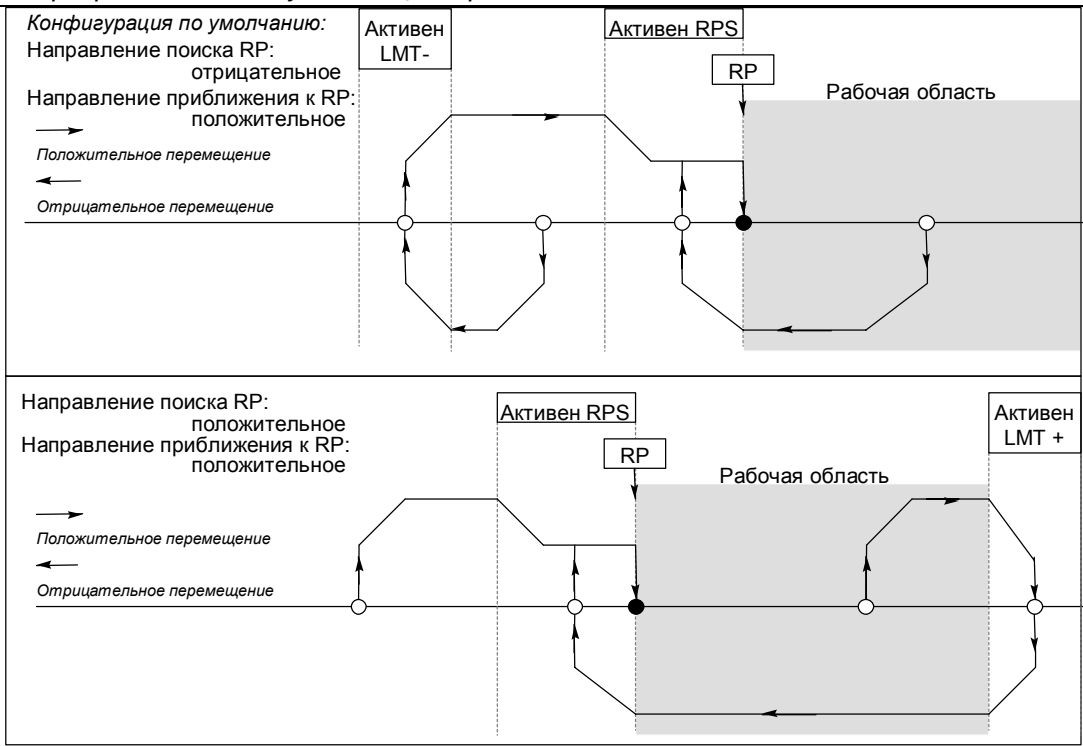 Конфигурация по умолчанию:
Направление поиска RP:
отрицательное
Направление приближения к RP:
положительное
Положительное перемещение
Отрицательное перемещение
Активен
LMT-
Активен RPS
RP
Рабочая область
Направление поиска RP:
положительное
Направление приближения к RP:
положительное
Положительное перемещение
Отрицательное перемещение
Активен RPS
RP
Рабочая область
Активен
LMT +